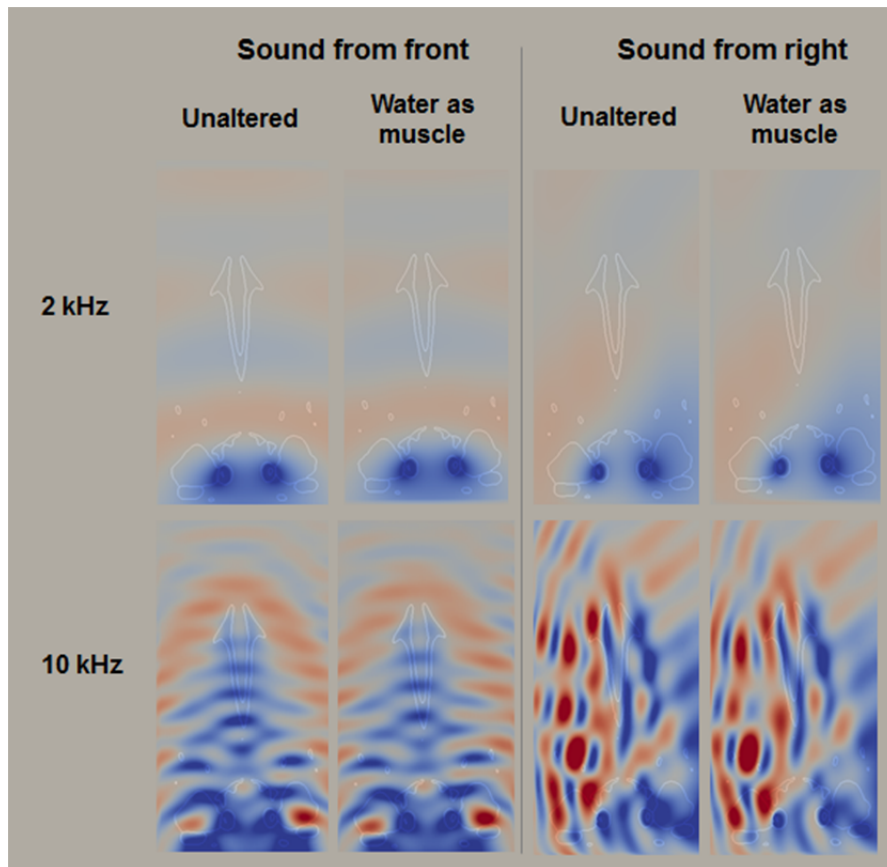 Sound from front
Sound from right
Unaltered
Water as
muscle
Unaltered
Water as
muscle
2 kHz
10 kHz